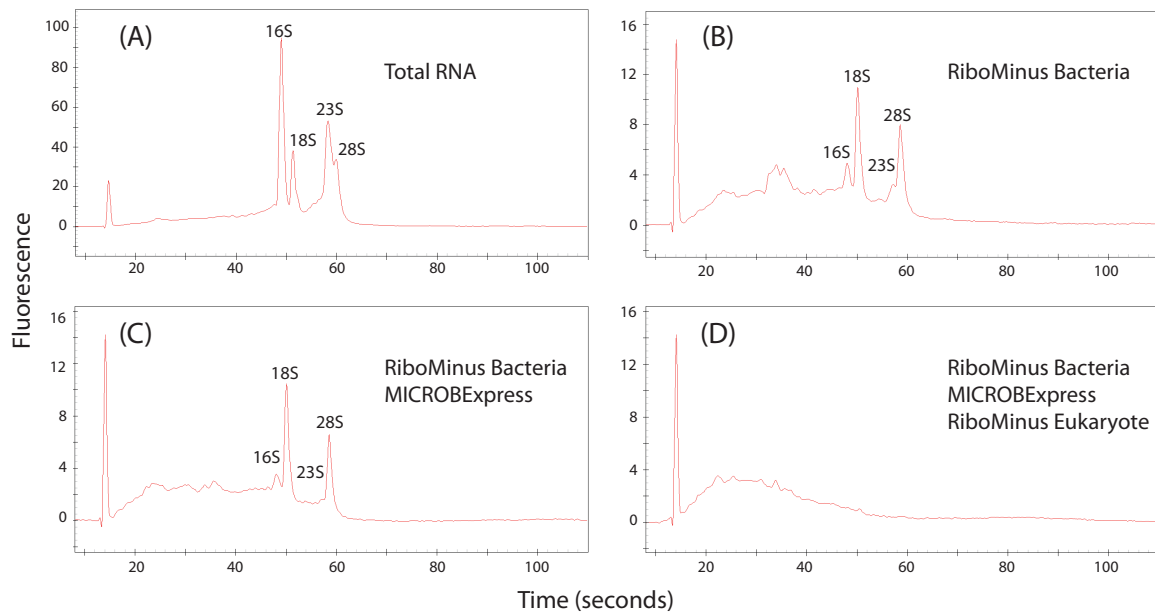 (A)
Total RNA
16S
18S
23S
28S
100
80
60
40
20
0
20
40
60
80
100
(B)
RiboMinus Bacteria
18S
28S
16S
23S
16
12
8
4
0
20
40
60
80
100
Fluorescence
(C)
RiboMinus Bacteria
MICROBExpress
18S
28S
16S
23S
16
12
8
4
0
20
40
60
80
100
(D)
RiboMinus Bacteria
MICROBExpress
RiboMinus Eukaryote
16
12
8
4
0
20
40
60
80
100
Time (seconds)